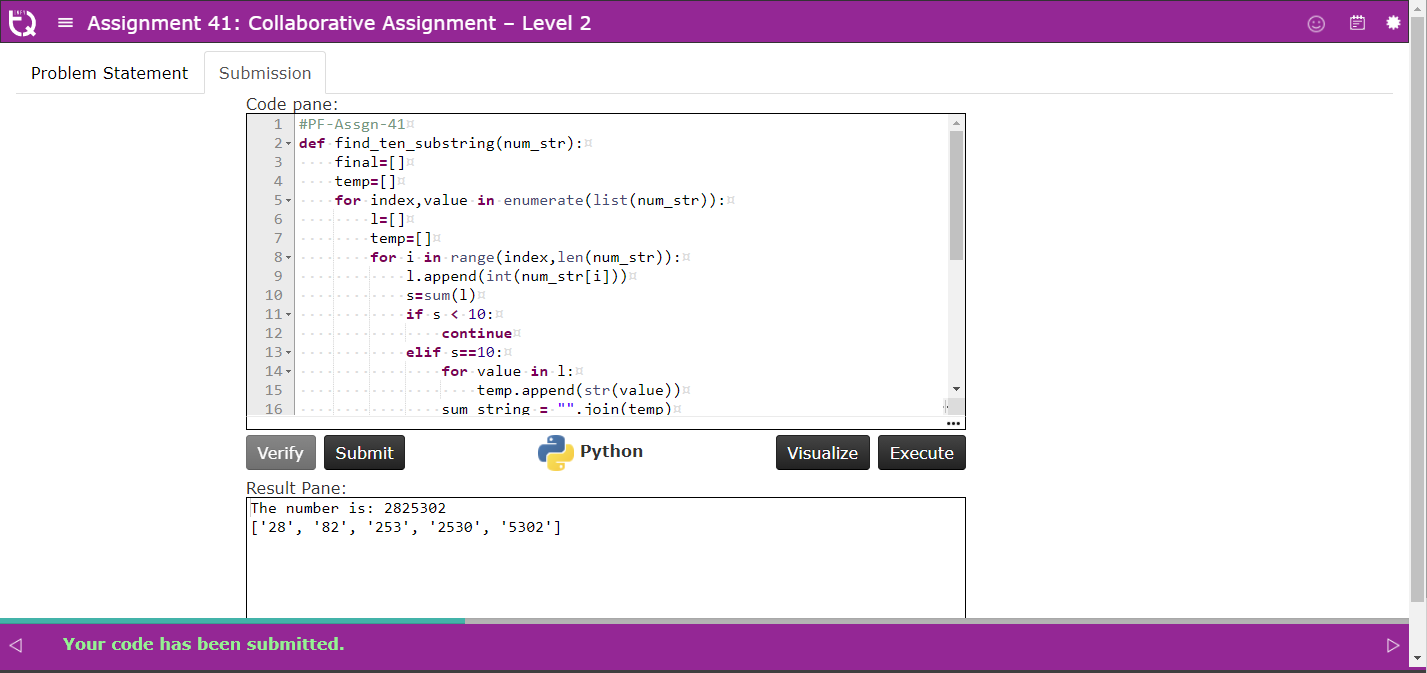 INFY
TQ
Assignment 41: Collaborative Assignment – Level 2
Problem Statement
Submission
Code pane:
1 #PF-Assgn-41¤
2 def·find_ten_substring(num_str):¤
3 ····final=[]¤
4 ····temp=[]¤
5 ····for·index,value·in·enumerate(list(num_str)):¤
6 ········l=[]¤
7 ········temp=[]¤
8 ········for·i·in·range(index,len(num_str)):¤
9 ············l.append(int(num_str[i]))¤
10 ············s=sum(l)¤
11 ············if·s·<·10:¤
12 ················continue¤
13 ············elif·s==10:¤
14 ················for·value·in·l:¤
15 ····················temp.append(str(value))¤
16 ················sum_string·=·"".join(temp)¤
Verify
Submit
Python
Visualize
Execute
Result Pane:
The number is: 2825302
['28', '82', '253', '2530', '5302']
Your code has been submitted.